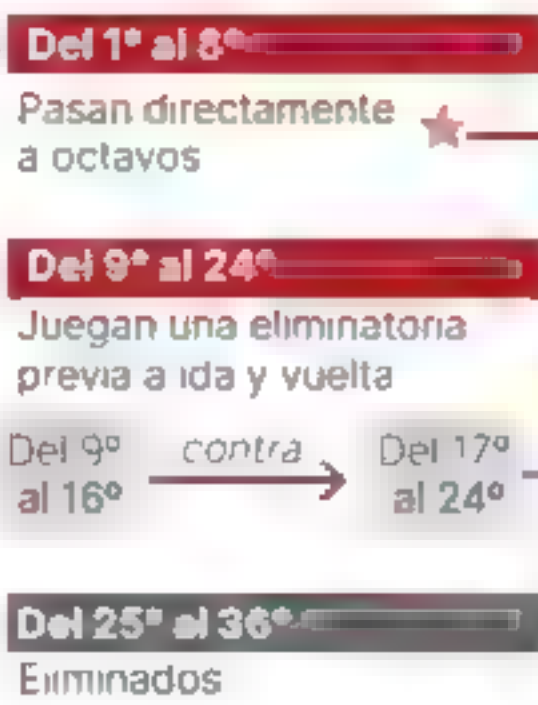 Del 1º al 8º
Pasan directamente
a octavos
Del 9º al 24º
Juegan una eliminatoria
previa a ida y vuelta
Del 9º contra Del 17º
al 16º al 24º
Del 25º al 36º
Eliminados